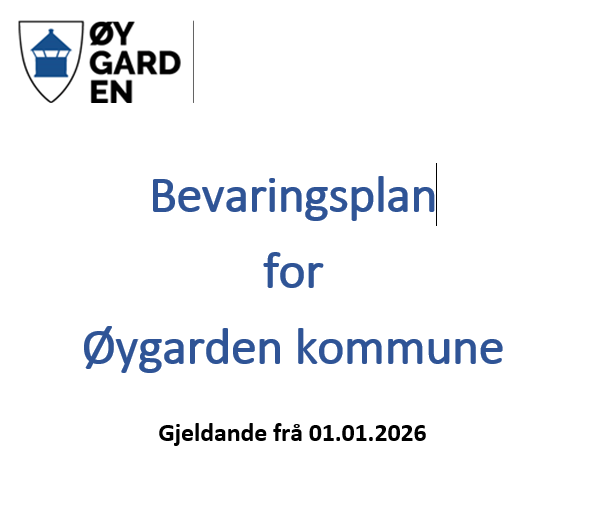 ØY
GARD
EN
Bevaringsplan
for
Øygarden kommune
Gjeldande frå 01.01.2026